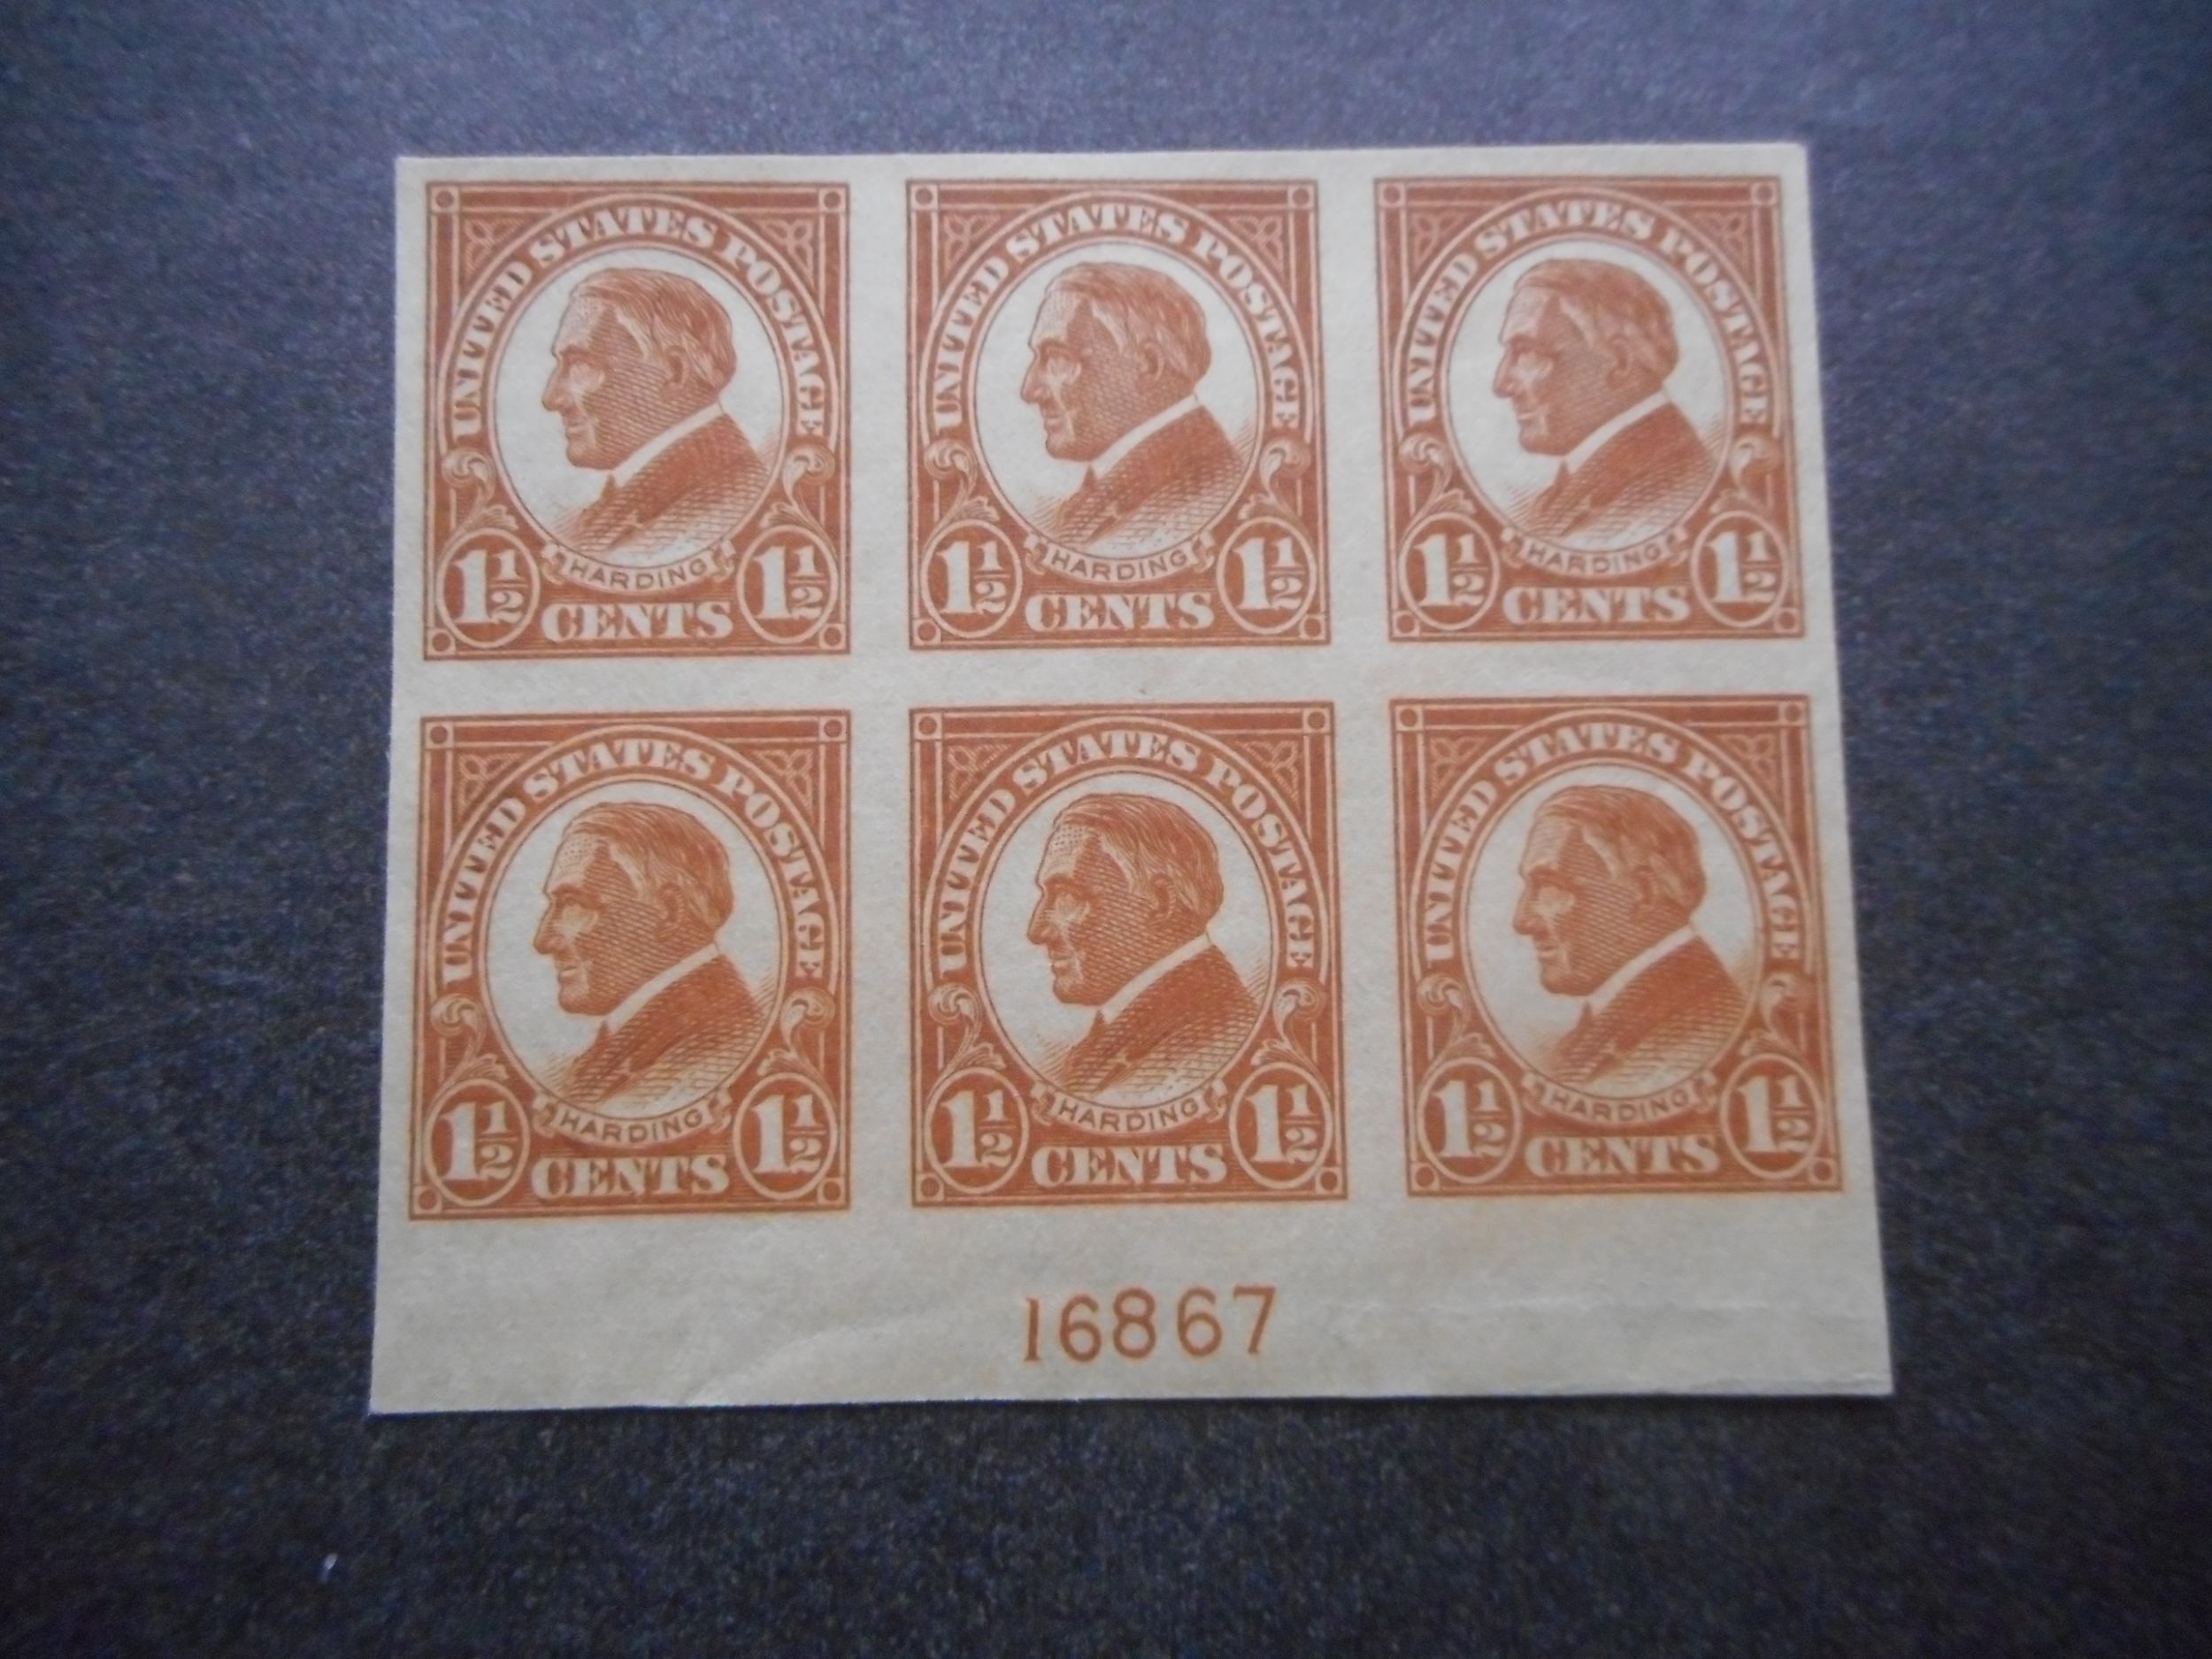 UNITED STATES POSTAGE
HARDING
1½ CENTS 1½
UNITED STATES POSTAGE
HARDING
1½ CENTS 1½
UNITED STATES POSTAGE
HARDING
1½ CENTS 1½
UNITED STATES POSTAGE
HARDING
1½ CENTS 1½
UNITED STATES POSTAGE
HARDING
1½ CENTS 1½
UNITED STATES POSTAGE
HARDING
1½ CENTS 1½
16867